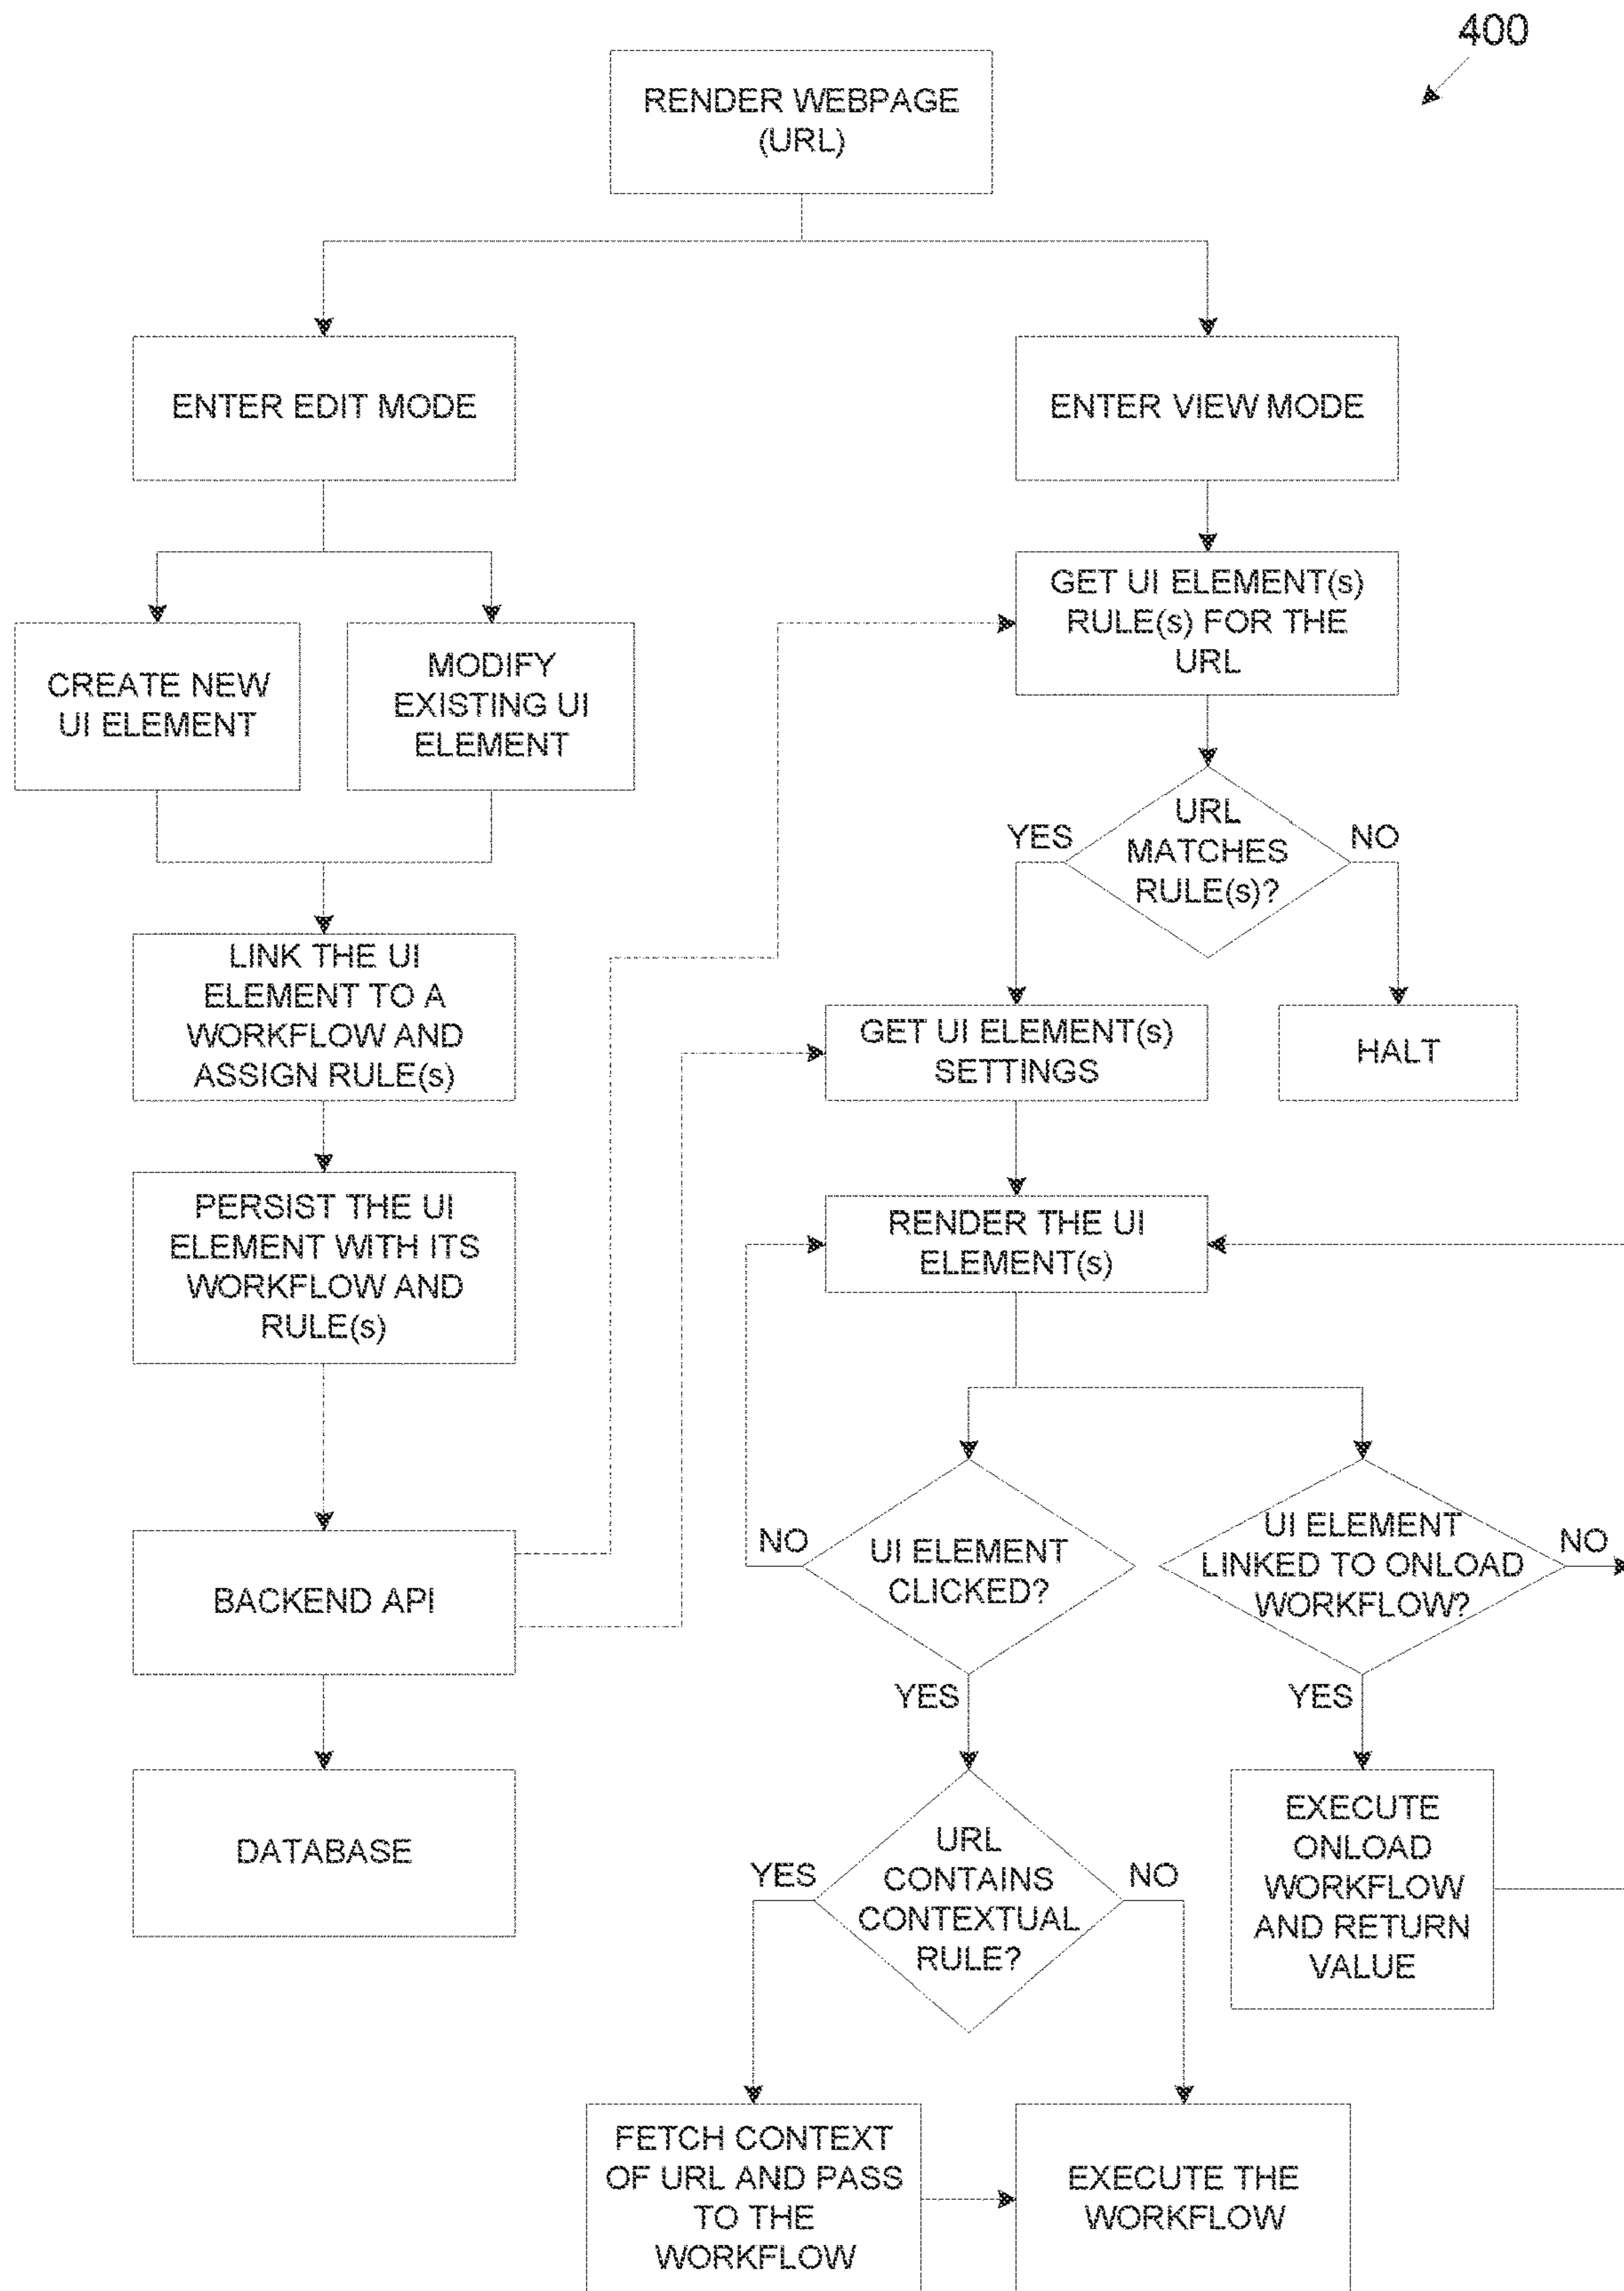 400
RENDER WEBPAGE
(URL)
ENTER EDIT MODE
ENTER VIEW MODE
CREATE NEW
UI ELEMENT
MODIFY
EXISTING UI
ELEMENT
GET UI ELEMENT(s)
RULE(s) FOR THE
URL
YES
URL
MATCHES
RULE(s)?
NO
LINK THE UI
ELEMENT TO A
WORKFLOW AND
ASSIGN RULE(s)
GET UI ELEMENT(s)
SETTINGS
HALT
PERSIST THE UI
ELEMENT WITH ITS
WORKFLOW AND
RULE(s)
RENDER THE UI
ELEMENT(s)
BACKEND API
NO
UI ELEMENT
CLICKED?
YES
UI ELEMENT
LINKED TO ONLOAD
WORKFLOW?
NO
YES
DATABASE
YES
URL
CONTAINS
CONTEXTUAL
RULE?
NO
EXECUTE
ONLOAD
WORKFLOW
AND RETURN
VALUE
FETCH CONTEXT
OF URL AND PASS
TO THE
WORKFLOW
EXECUTE THE
WORKFLOW